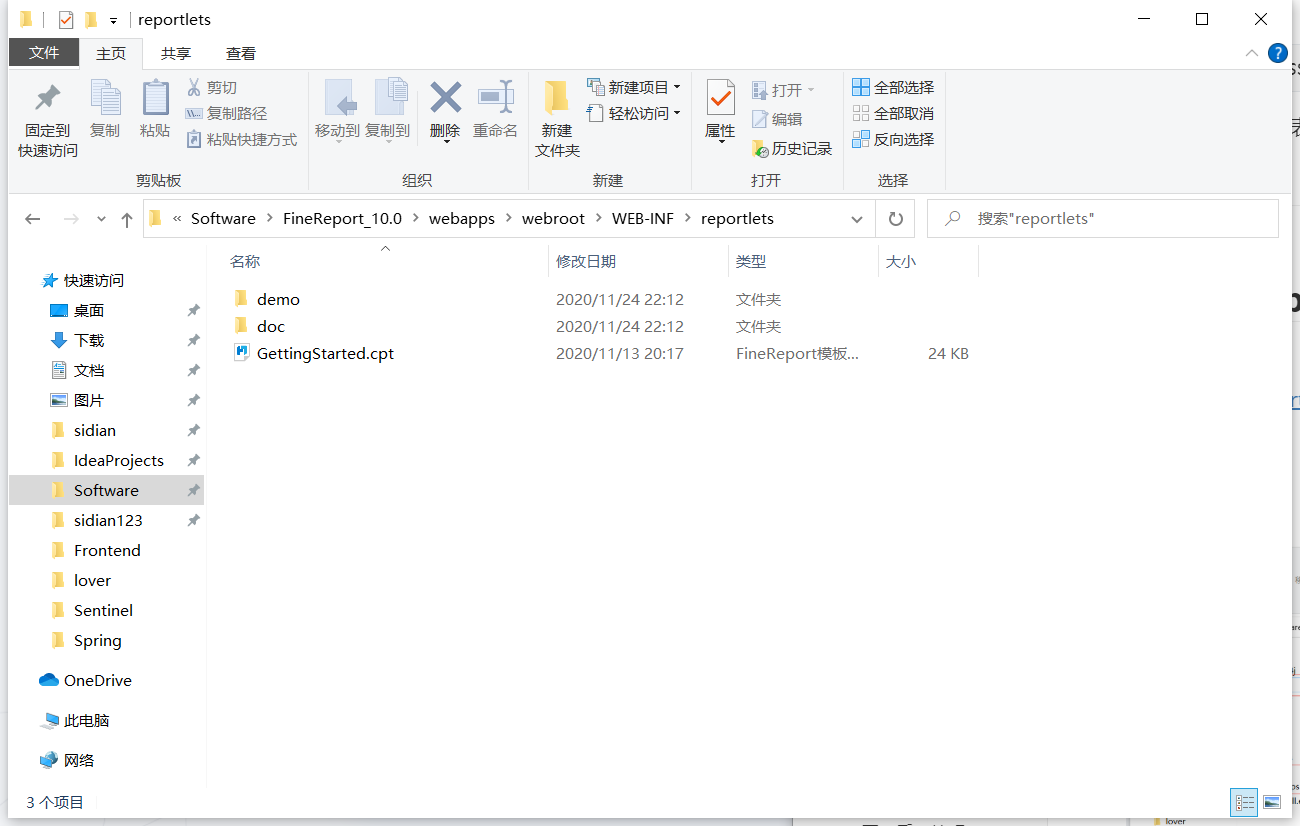 reportlets
文件 主页 共享 查看
固定到
快速访问
复制
粘贴
剪切
复制路径
粘贴快捷方式
剪贴板
移动到 复制到
删除 重命名
组织
新建
文件夹
新建项目
轻松访问
新建
属性
打开
编辑
历史记录
打开
全部选择
全部取消
反向选择
选择
« Software > FineReport_10.0 > webapps > webroot > WEB-INF > reportlets
搜索"reportlets"
名称 修改日期 类型 大小
demo 2020/11/24 22:12 文件夹
doc 2020/11/24 22:12 文件夹
GettingStarted.cpt 2020/11/13 20:17 FineReport模板... 24 KB
快速访问
桌面
下载
文档
图片
sidian
IdeaProjects
Software
sidian123
Frontend
lover
Sentinel
Spring
OneDrive
此电脑
网络
3 个项目
lover